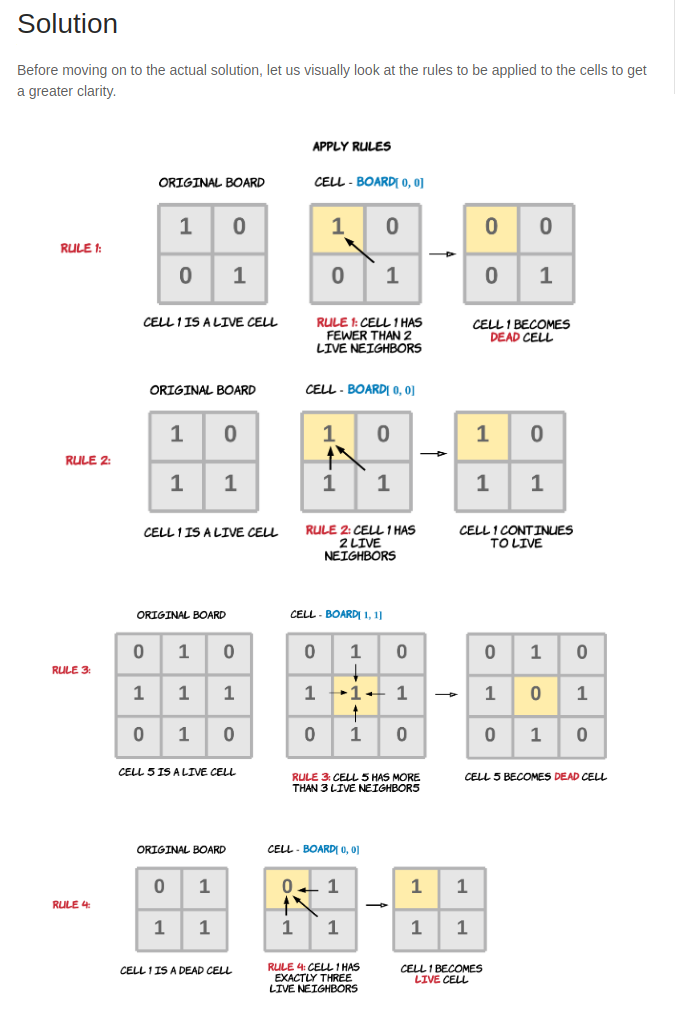 Solution
Before moving on to the actual solution, let us visually look at the rules to be applied to the cells to get
a greater clarity.
APPLY RULES
ORIGINAL BOARD
CELL - BOARD[ 0, 0]
RULE 1:
1 0
0 1
1 0
0 1
0 0
0 1
CELL 1 IS A LIVE CELL
RULE 1: CELL 1 HAS
FEWER THAN 2
LIVE NEIGHBORS
CELL 1 BECOMES
DEAD CELL
ORIGINAL BOARD
CELL - BOARD[ 0, 0]
RULE 2:
1 0
1 1
1 0
1 1
1 0
1 1
CELL 1 IS A LIVE CELL
RULE 2: CELL 1 HAS
2 LIVE
NEIGHBORS
CELL 1 CONTINUES
TO LIVE
ORIGINAL BOARD
CELL - BOARD[ 1, 1]
RULE 3:
0 1 0
1 1 1
0 1 0
0 1 0
1 1 1
0 1 0
0 1 0
1 0 1
0 1 0
CELL 5 IS A LIVE CELL
RULE 3: CELL 5 HAS MORE
THAN 3 LIVE NEIGHBORS
CELL 5 BECOMES DEAD CELL
ORIGINAL BOARD
CELL - BOARD[ 0, 0]
RULE 4:
0 1
1 1
0 1
1 1
1 1
1 1
CELL 1 IS A DEAD CELL
RULE 4: CELL 1 HAS
EXACTLY THREE
LIVE NEIGHBORS
CELL 1 BECOMES
LIVE CELL